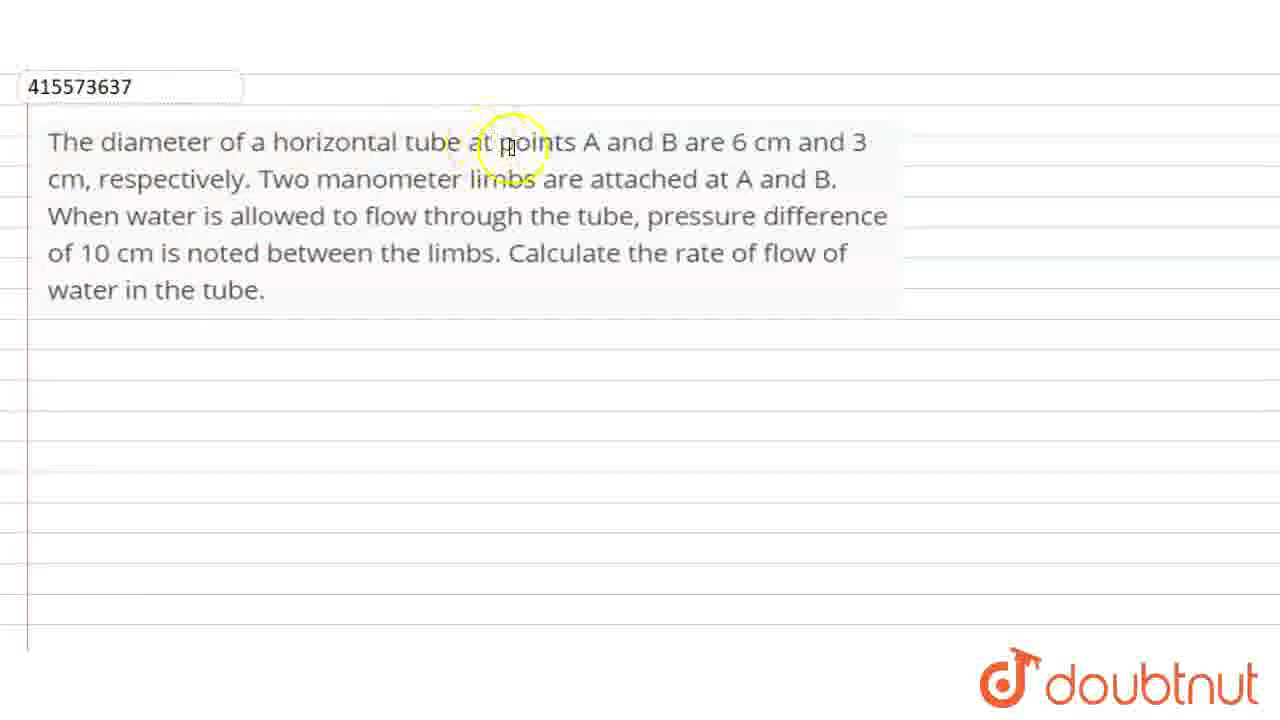 415573637
The diameter of a horizontal tube at points A and B are 6 cm and 3
cm, respectively. Two manometer limbs are attached at A and B.
When water is allowed to flow through the tube, pressure difference
of 10 cm is noted between the limbs. Calculate the rate of flow of
water in the tube.
doubtnut